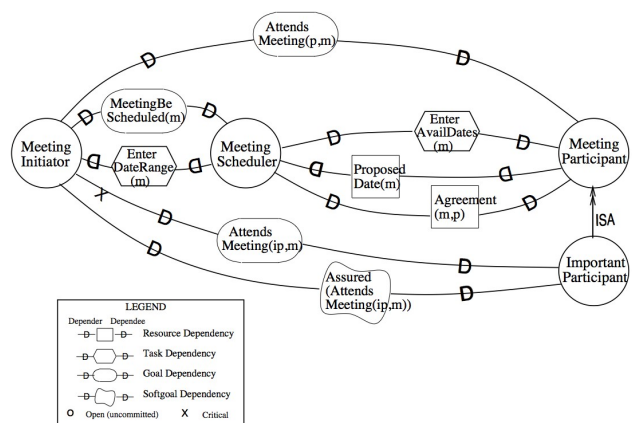 Attends
Meeting(p,m)
D
D
MeetingBe
Scheduled(m)
D
D
Meeting
Initiator
Enter
DateRange
(m)
D
D
Meeting
Scheduler
Enter
AvailDates
(m)
D
D
Proposed
Date(m)
D
D
Agreement
(m,p)
D
D
Meeting
Participant
ISA
X
Attends
Meeting(ip,m)
D
D
Important
Participant
Assured
(Attends
Meeting(ip,m))
D
D
LEGEND
Depender Dependee
D D Resource Dependency
D D Task Dependency
D D Goal Dependency
D D Softgoal Dependency
O Open (uncommitted) X Critical